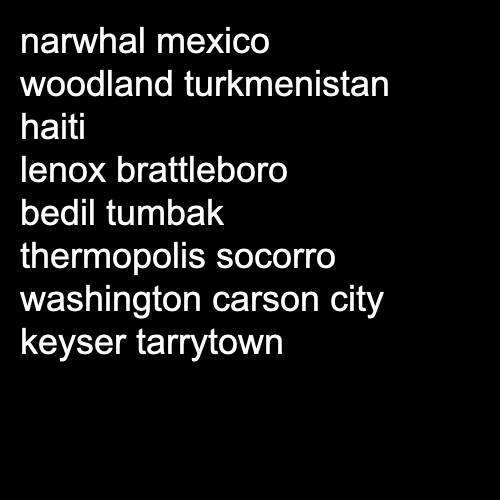 narwhal mexico
woodland turkmenistan
haiti
lenox brattleboro
bedil tumbak
thermopolis socorro
washington carson city
keyser tarrytown